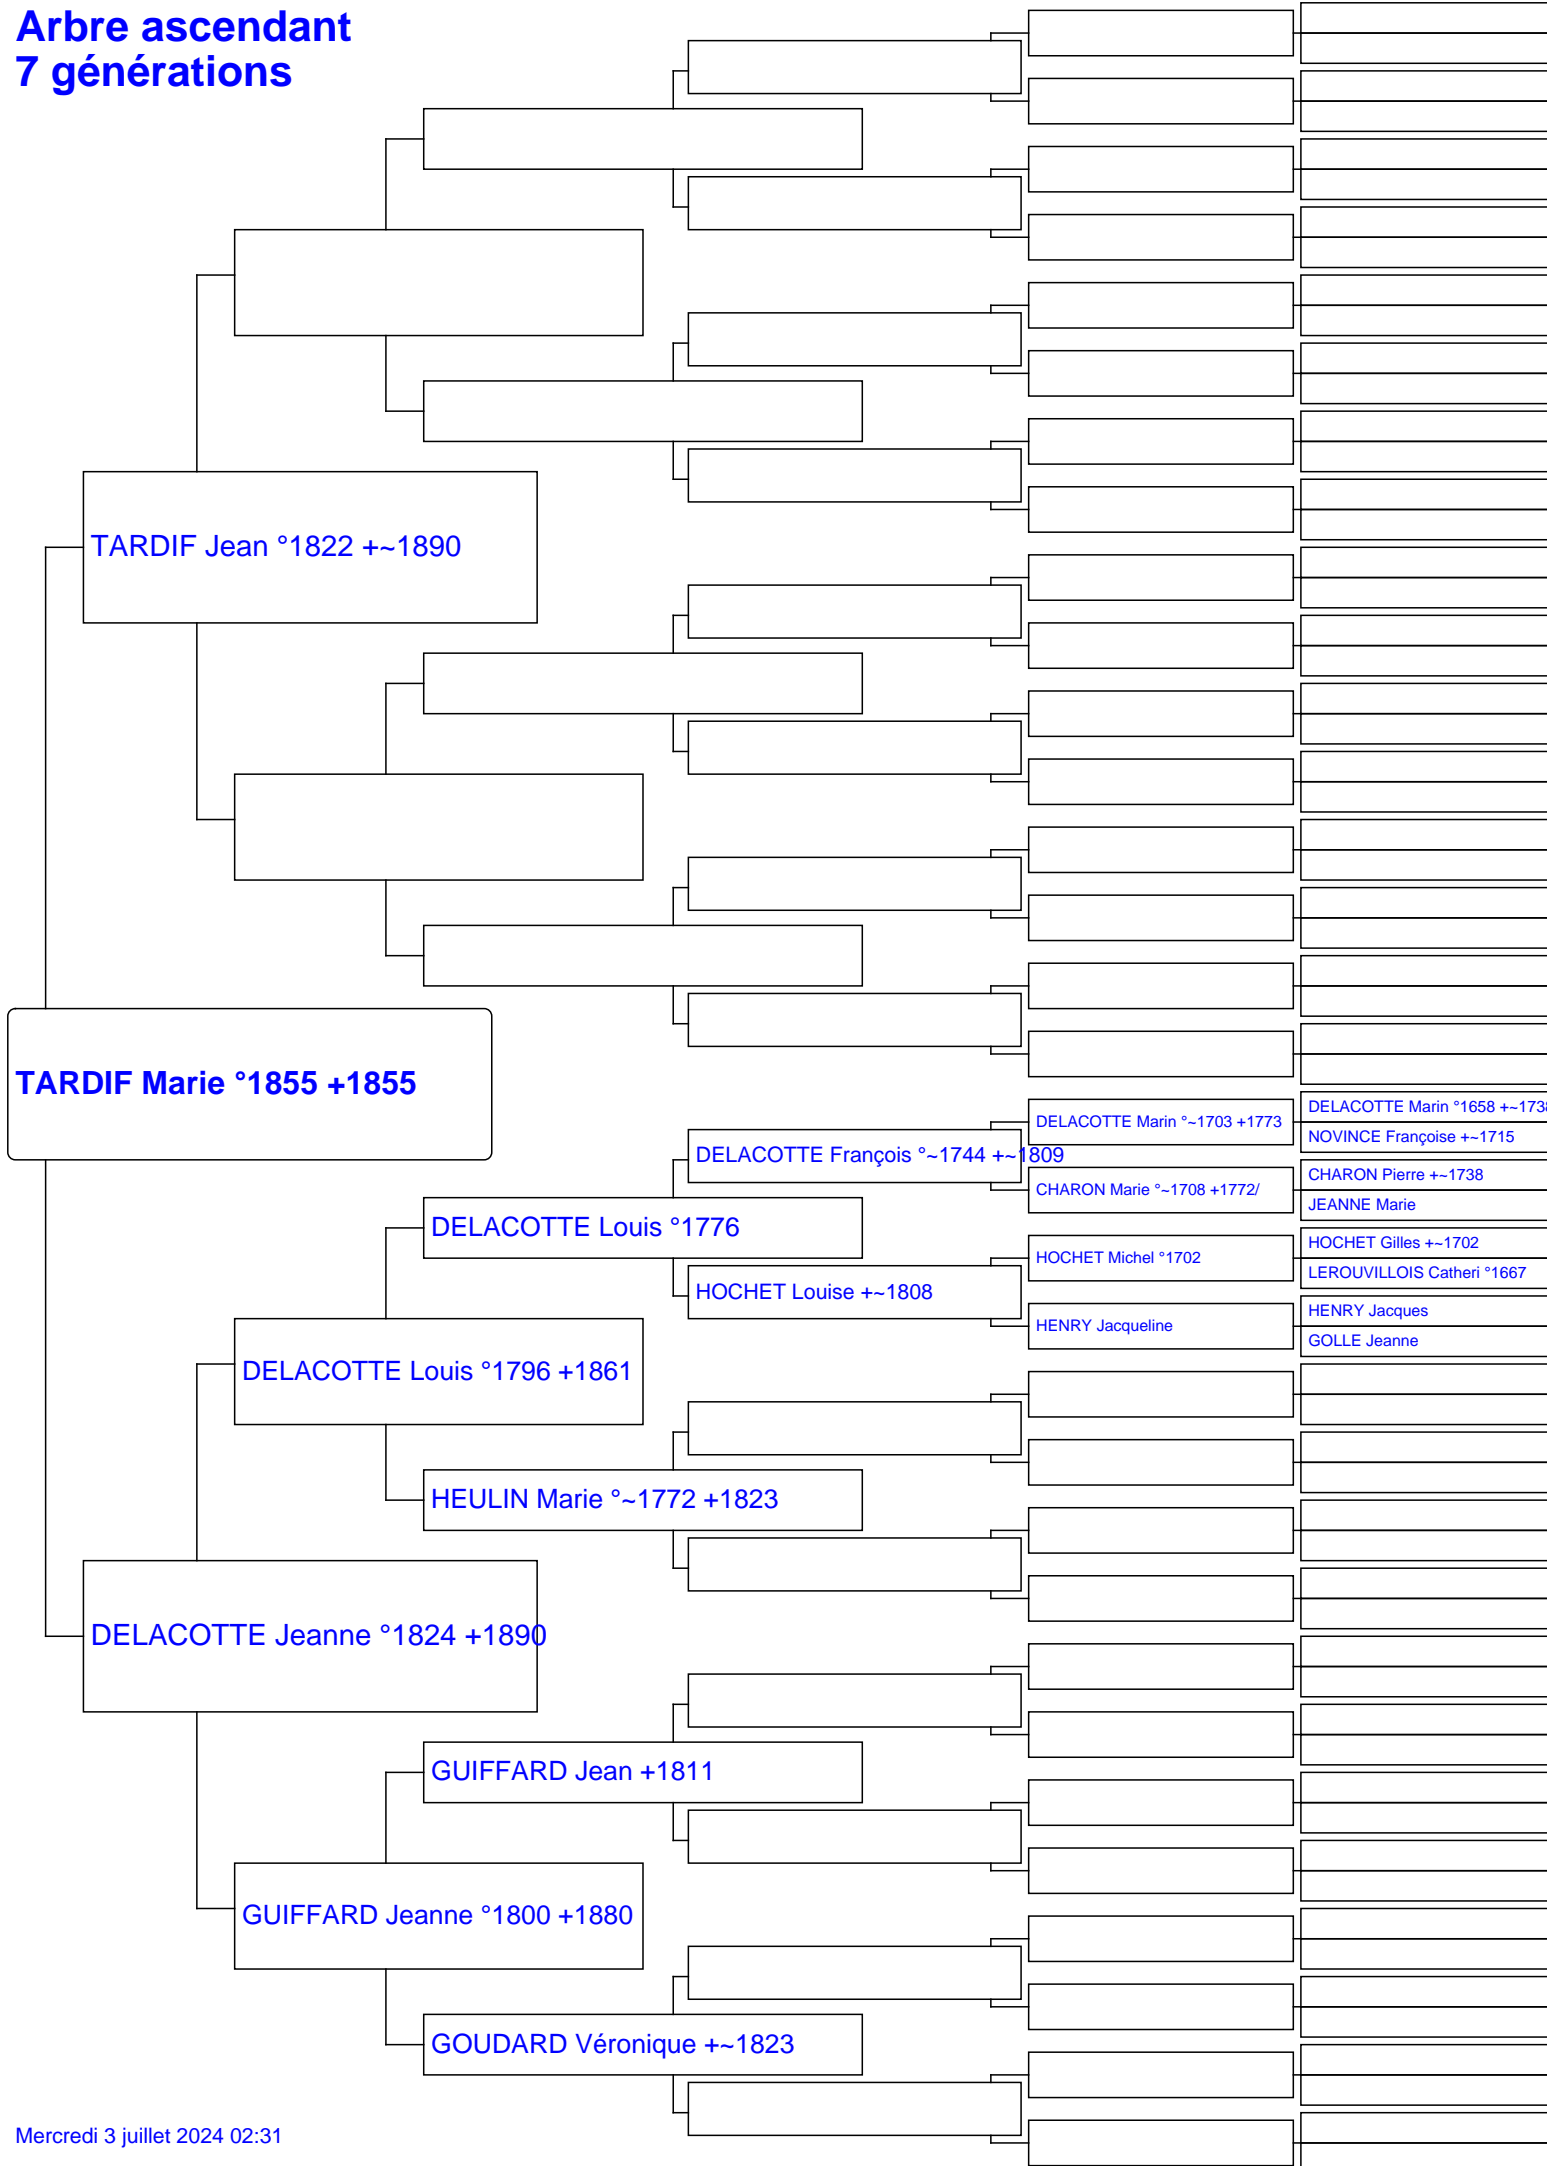 Arbre ascendant
7 générations
TARDIF Jean °1822 +~1890
TARDIF Marie °1855 +1855
DELACOTTE Marin °~1703 +1773
DELACOTTE Marin °1658 +~1738
NOVINCE Françoise +~1715
DELACOTTE François °~1744 +~1809
CHARON Marie °~1708 +1772/
CHARON Pierre +~1738
JEANNE Marie
DELACOTTE Louis °1776
HOCHET Michel °1702
HOCHET Gilles +~1702
LEROUVILLOIS Catheri °1667
HOCHET Louise +~1808
HENRY Jacqueline
HENRY Jacques
GOLLE Jeanne
DELACOTTE Louis °1796 +1861
HEULIN Marie °~1772 +1823
DELACOTTE Jeanne °1824 +1890
GUIFFARD Jean +1811
GUIFFARD Jeanne °1800 +1880
GOUDARD Véronique +~1823
Mercredi 3 juillet 2024 02:31